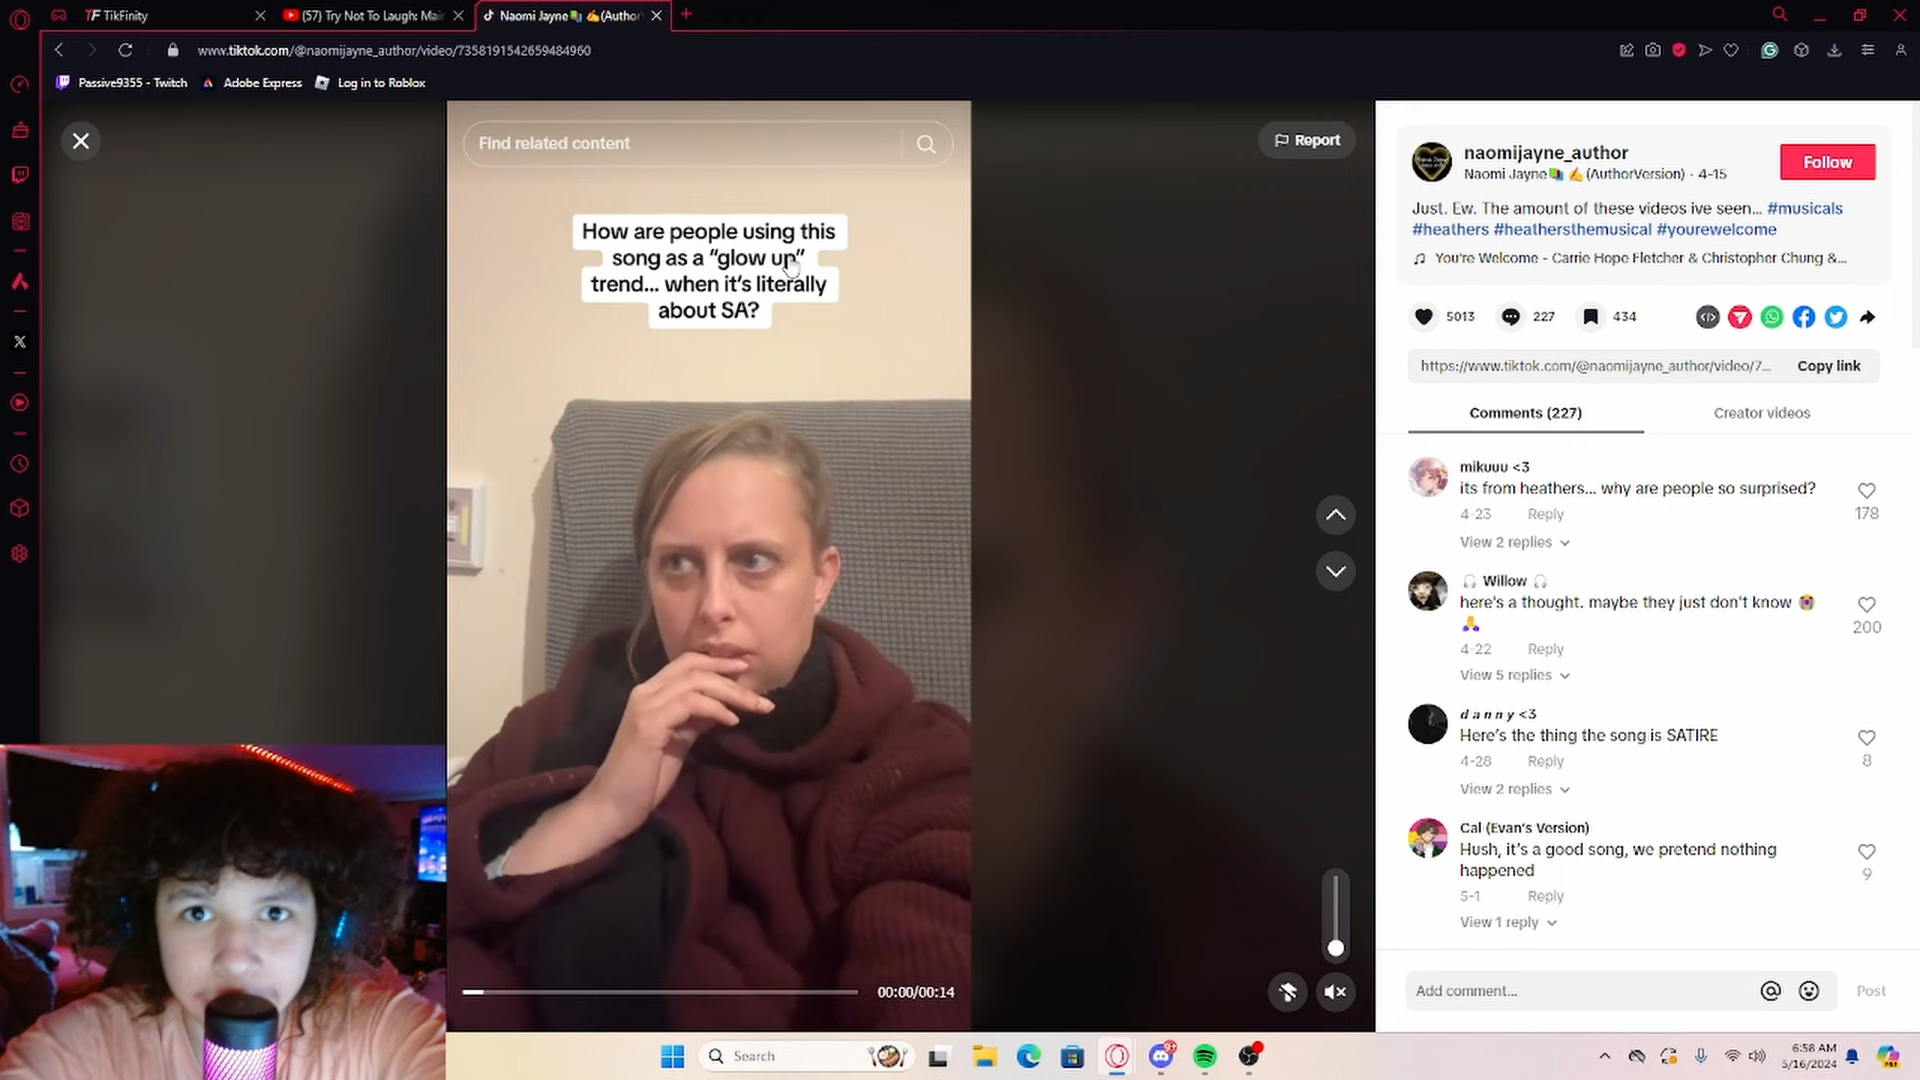 TikFinity
(57) Try Not To Laugh: Mai
Naomi Jayne📚✍️(Author
www.tiktok.com/@naomijayne_author/video/7358191542659484960
Passive9355 - Twitch
Adobe Express
Log in to Roblox
Find related content
Report
How are people using this
song as a “glow up”
trend... when it’s literally
about SA?
00:00/00:14
naomijayne_author
Naomi Jayne📚✍️(AuthorVersion) · 4-15
Follow
Just. Ew. The amount of these videos ive seen... #musicals
#heathers #heathersthemusical #yourewelcome
You're Welcome - Carrie Hope Fletcher & Christopher Chung &...
5013
227
434
https://www.tiktok.com/@naomijayne_author/video/7...
Copy link
Comments (227)
Creator videos
mikuuu <3
its from heathers... why are people so surprised?
178
4-23 Reply
View 2 replies
🎧 Willow 🎧
here's a thought. maybe they just don't know
200
4-22 Reply
View 5 replies
d a n n y <3
Here’s the thing the song is SATIRE
8
4-28 Reply
View 2 replies
Cal (Evan’s Version)
Hush, it’s a good song, we pretend nothing
happened
9
5-1 Reply
View 1 reply
Add comment...
Post
Search
9+
6:58 AM
5/16/2024